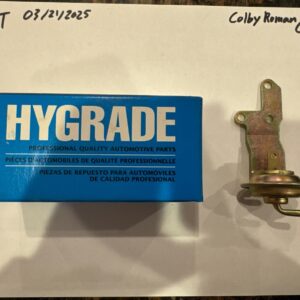 T 03/21/2025 Colby Roman
HYGRADE
PROFESSIONAL QUALITY AUTOMOTIVE PARTS
PIÈCES D'AUTOMOBILES DE QUALITÉ PROFESSIONNELLE
PIEZAS DE REPUESTO PARA AUTOMÓVILES
DE CALIDAD PROFESIONAL